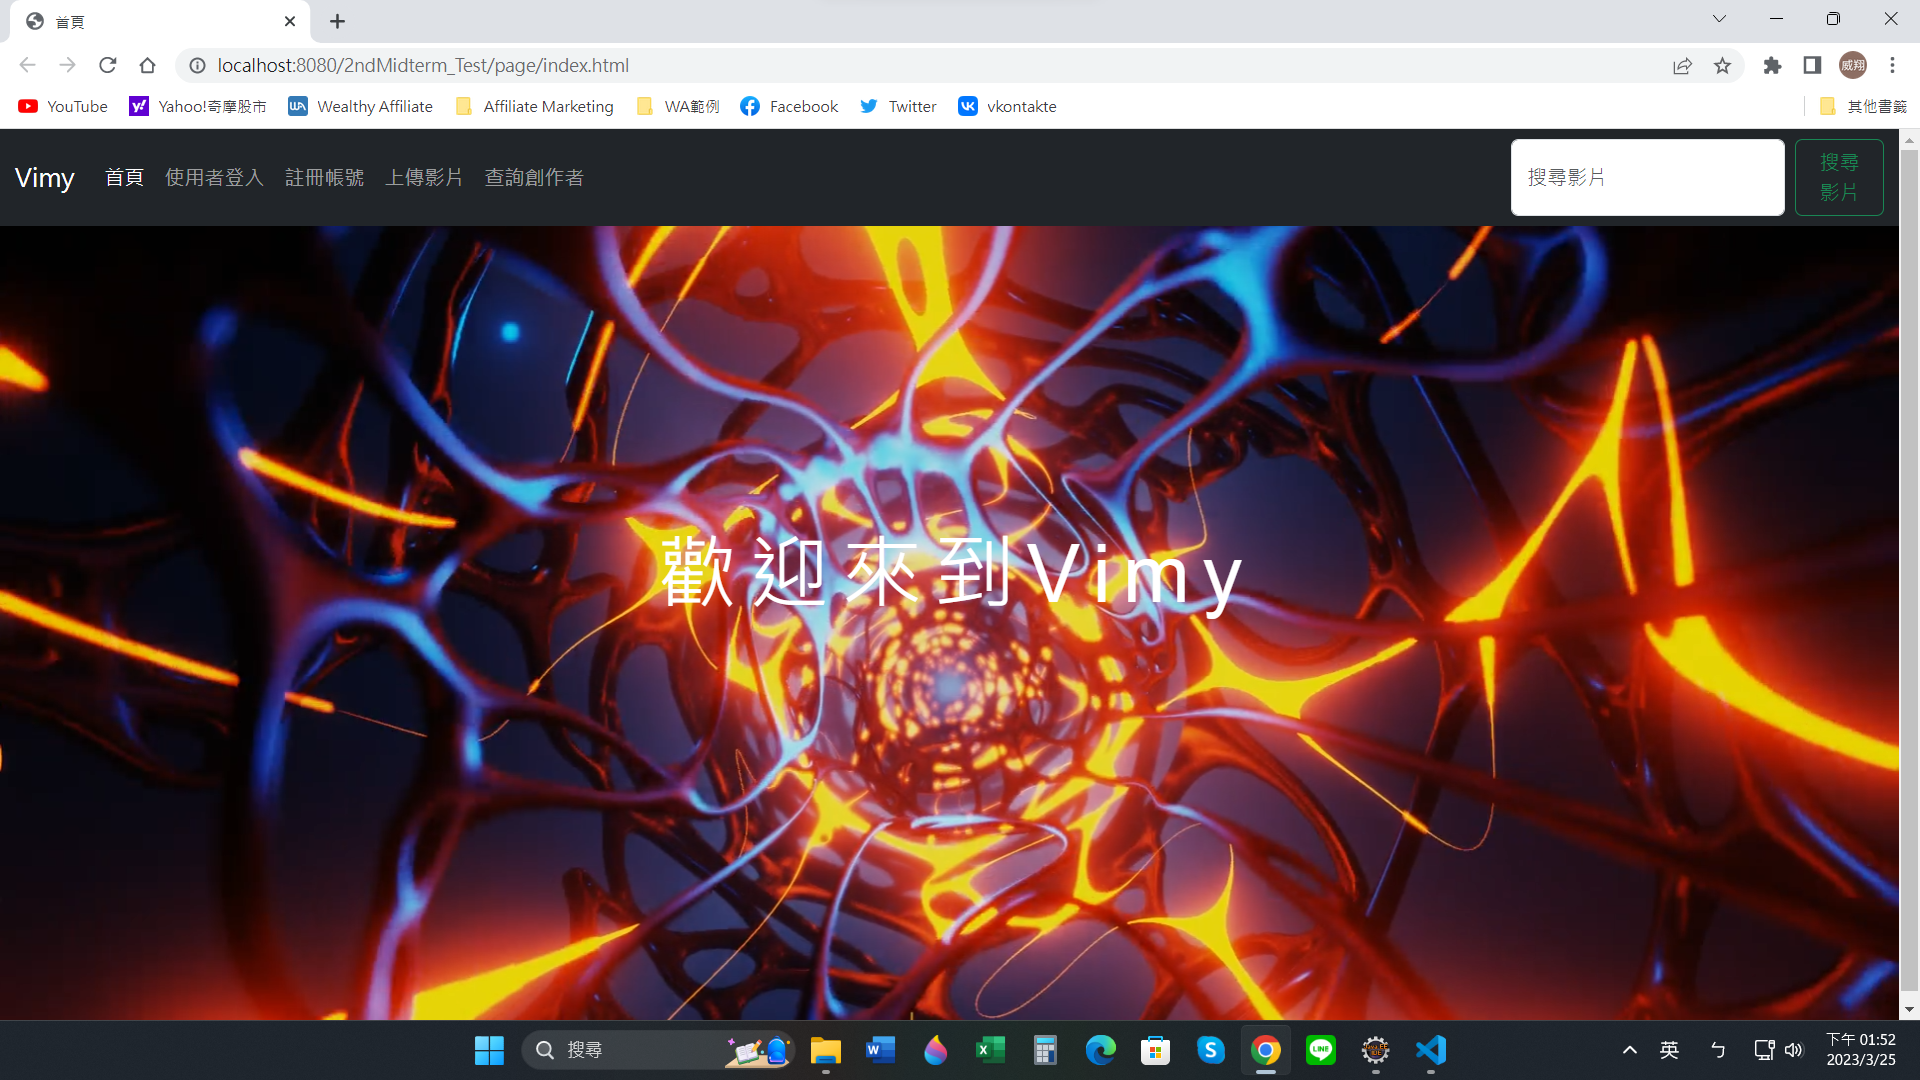 首頁
localhost:8080/2ndMidterm_Test/page/index.html
威翔
YouTube Yahoo!奇摩股市 Wealthy Affiliate Affiliate Marketing WA範例 Facebook Twitter vkontakte 其他書籤
Vimy 首頁 使用者登入 註冊帳號 上傳影片 查詢創作者 搜尋影片
搜尋
影片
歡迎來到Vimy
搜尋
英 ㄅ
下午 01:52
2023/3/25